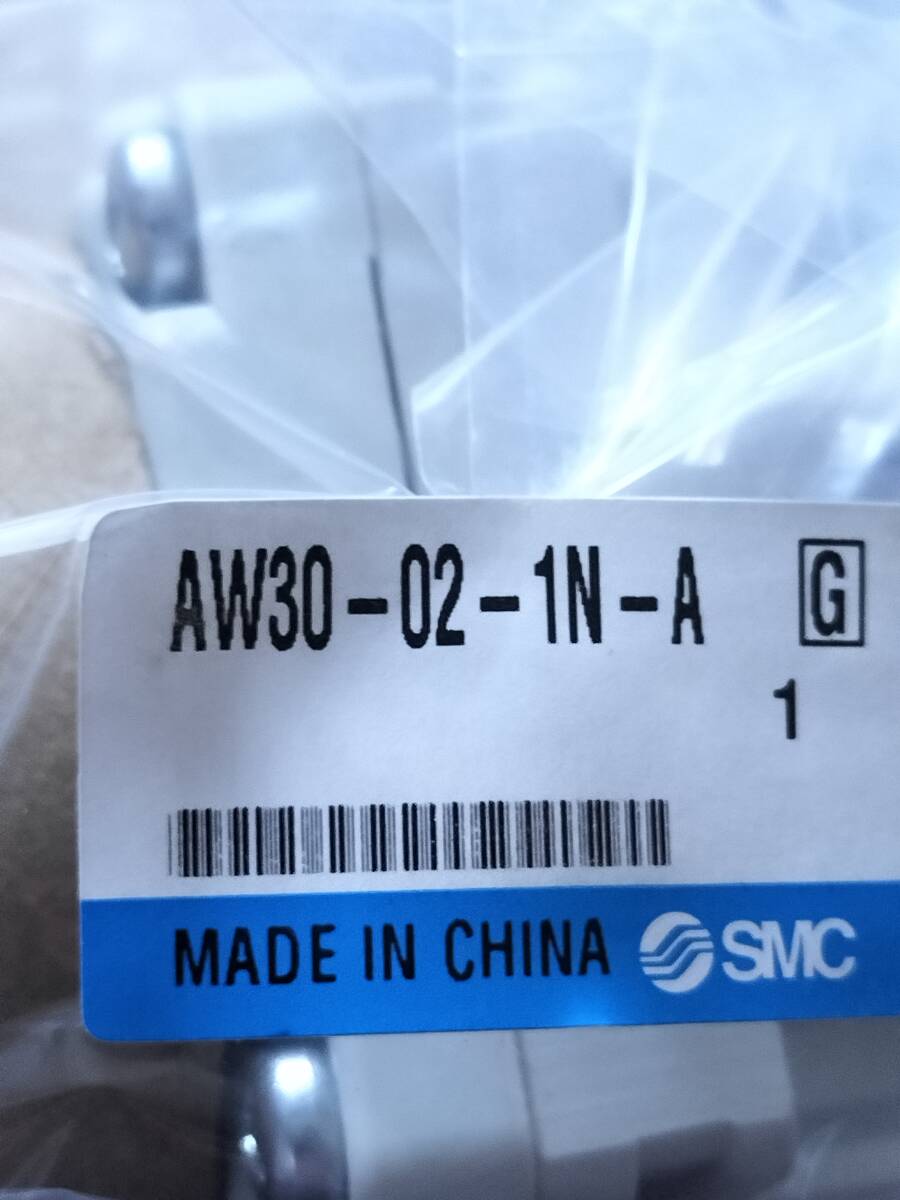 AW30-02-1N-A G
1
MADE IN CHINA SMC